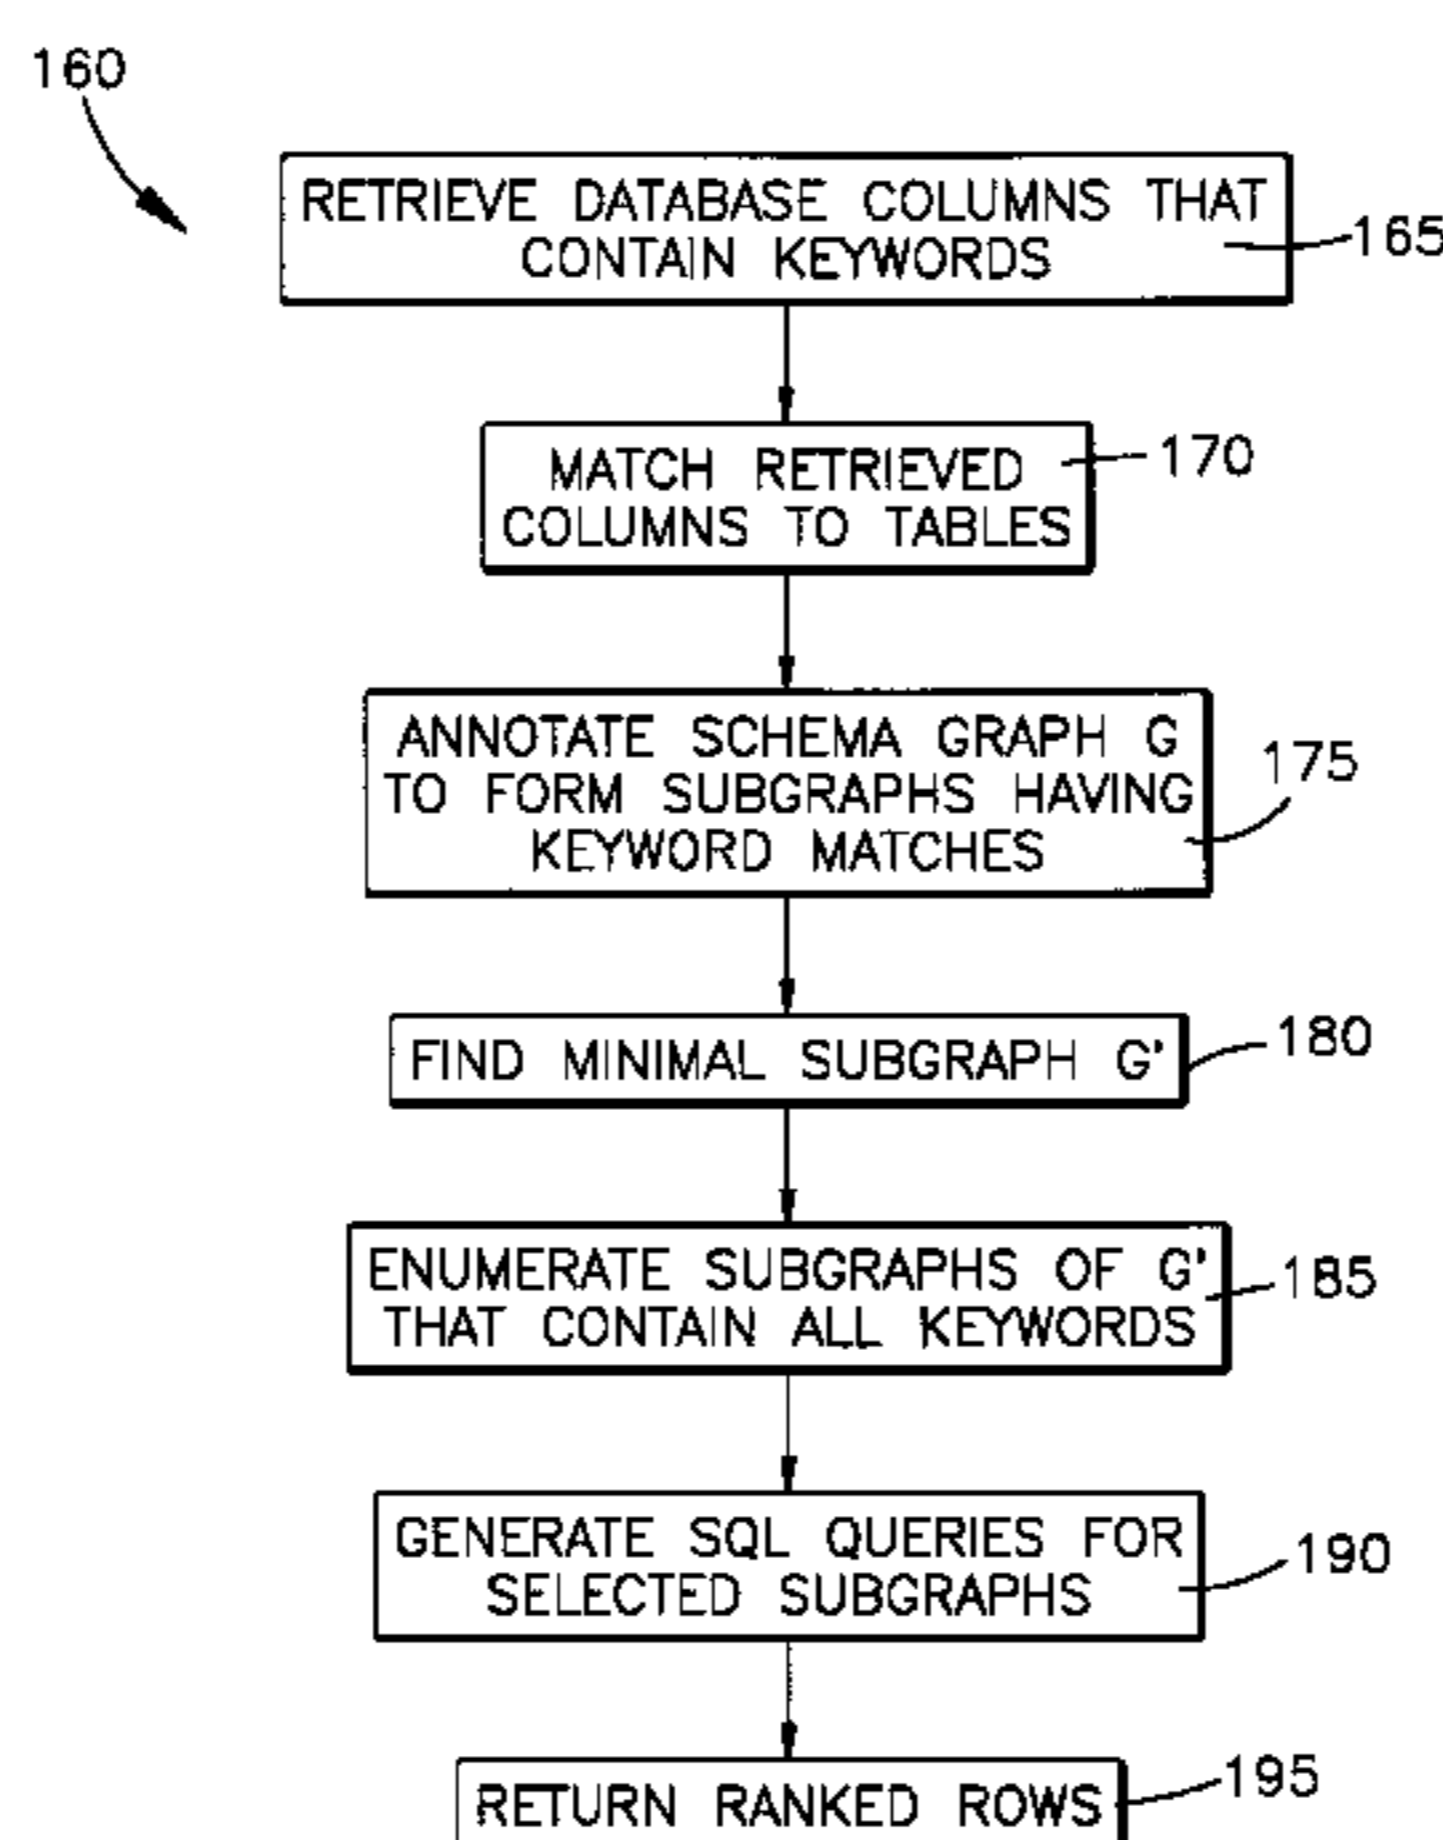 160
RETRIEVE DATABASE COLUMNS THAT
CONTAIN KEYWORDS
165
MATCH RETRIEVED
COLUMNS TO TABLES
170
ANNOTATE SCHEMA GRAPH G
TO FORM SUBGRAPHS HAVING
KEYWORD MATCHES
175
FIND MINIMAL SUBGRAPH G'
180
ENUMERATE SUBGRAPHS OF G'
THAT CONTAIN ALL KEYWORDS
185
GENERATE SQL QUERIES FOR
SELECTED SUBGRAPHS
190
RETURN RANKED ROWS
195